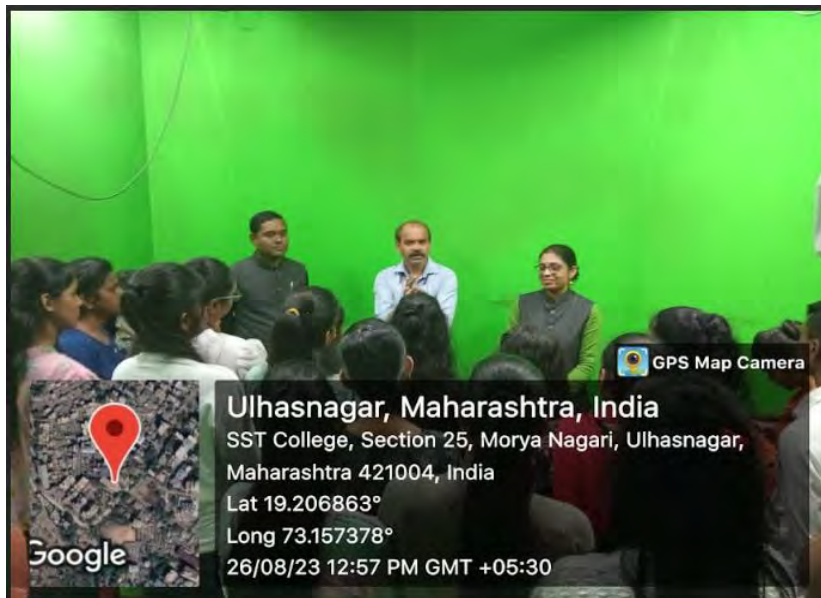 GPS Map Camera
Ulhasnagar, Maharashtra, India
SST College, Section 25, Morya Nagari, Ulhasnagar,
Maharashtra 421004, India
Lat 19.206863°
Long 73.157378°
26/08/23 12:57 PM GMT +05:30
Google